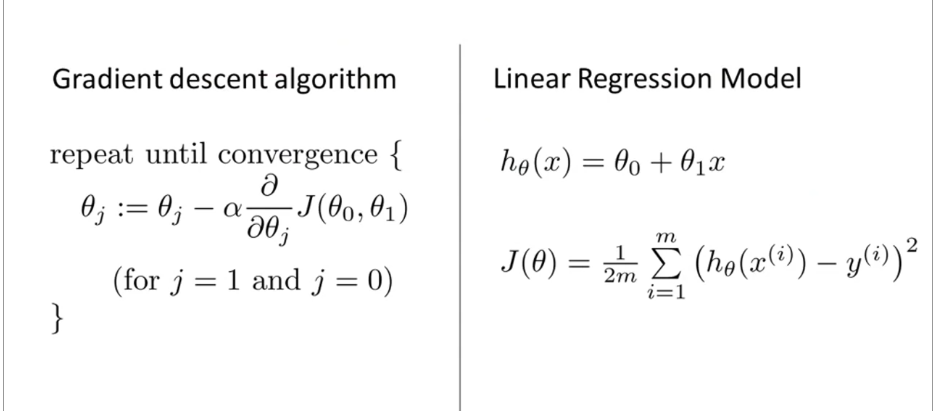 Gradient descent algorithm
repeat until convergence {
θ_j := θ_j − α ∂/∂θ_j J(θ_0, θ_1)
(for j = 1 and j = 0)
}
Linear Regression Model
h_θ(x) = θ_0 + θ_1x
J(θ) = 1/2m ∑_{i=1}^{m} (h_θ(x^{(i)}) − y^{(i)})^2